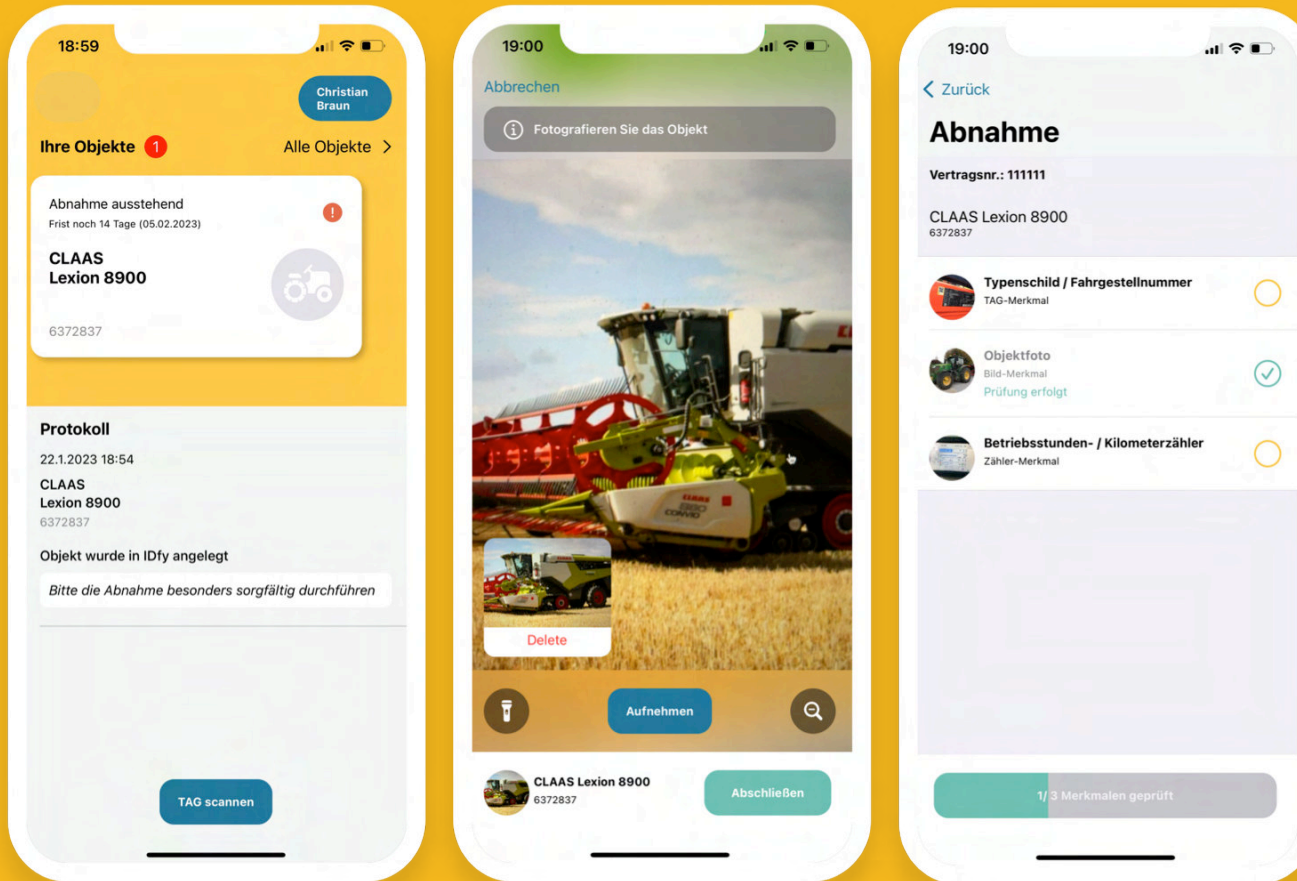 18:59
Christian
Braun
Ihre Objekte 1
Alle Objekte
Abnahme ausstehend
Frist noch 14 Tage (05.02.2023)
!
CLAAS
Lexion 8900
6372837
Protokoll
22.1.2023 18:54
CLAAS
Lexion 8900
6372837
Objekt wurde in IDfy angelegt
Bitte die Abnahme besonders sorgfältig durchführen
TAG scannen
19:00
Abbrechen
i Fotografieren Sie das Objekt
CLAAS
CONVIO
Delete
Aufnehmen
CLAAS Lexion 8900
6372837
Abschließen
19:00
Zurück
Abnahme
Vertragsnr.: 111111
CLAAS Lexion 8900
6372837
Typenschild / Fahrgestellnummer
TAG-Merkmal
Objektfoto
Bild-Merkmal
Prüfung erfolgt
Betriebsstunden- / Kilometerzähler
Zähler-Merkmal
1/ 3 Merkmalen geprüft